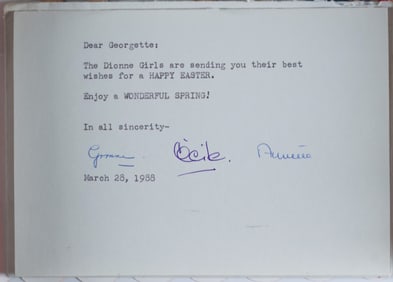 Dear Georgette:
The Dionne Girls are sending you their best
wishes for a HAPPY EASTER.
Enjoy a WONDERFUL SPRING!
In all sincerity-
Cécile.
March 28, 1988